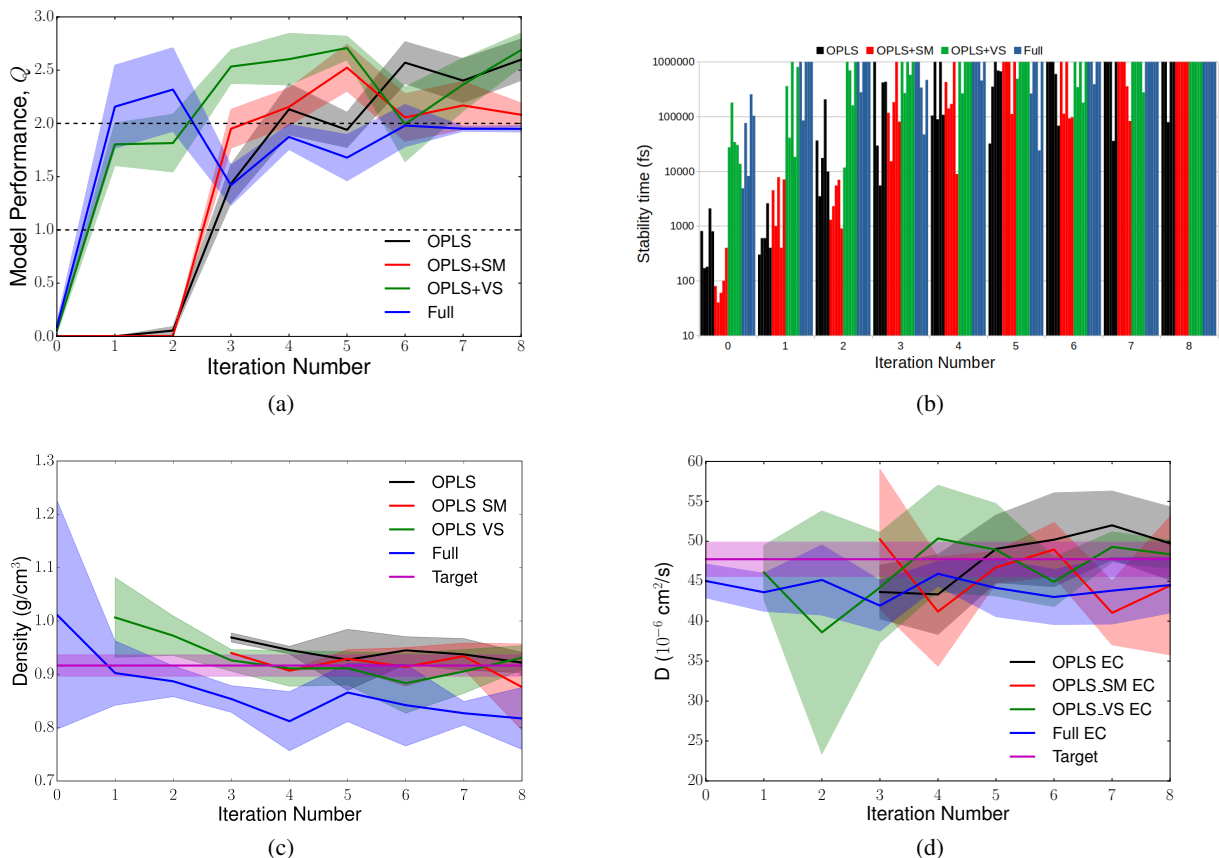 3.0
2.5
2.0
1.5
1.0
0.5
0.0
Model Performance, Q
OPLS
OPLS+SM
OPLS+VS
Full
0 1 2 3 4 5 6 7 8
Iteration Number
(a)
OPLS OPLS+SM OPLS+VS Full
1000000
100000
10000
1000
100
10
Stability time (fs)
0 1 2 3 4 5 6 7 8
Iteration Number
(b)
1.3
1.2
1.1
1.0
0.9
0.8
0.7
Density (g/cm³)
OPLS
OPLS SM
OPLS VS
Full
Target
0 1 2 3 4 5 6 7 8
Iteration Number
(c)
60
55
50
45
40
35
30
25
20
D (10⁻⁶ cm²/s)
OPLS EC
OPLS_SM EC
OPLS_VS EC
Full EC
Target
0 1 2 3 4 5 6 7 8
Iteration Number
(d)